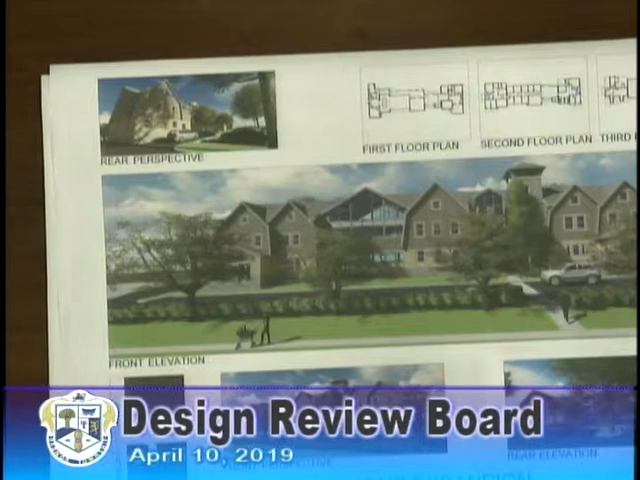 REAR PERSPECTIVE
FIRST FLOOR PLAN
SECOND FLOOR PLAN
THIRD
FRONT ELEVATION
Design Review Board
April 10, 2019
PERSPECTIVE
REAR ELEVATION